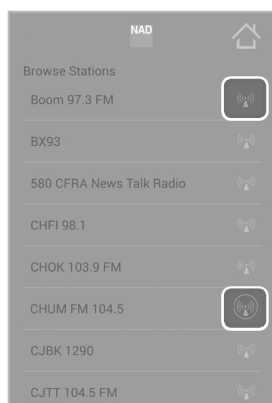 NAD
Browse Stations
Boom 97.3 FM
BX93
580 CFRA News Talk Radio
CHFI 98.1
CHOK 103.9 FM
CHUM FM 104.5
CJBK 1290
CJTT 104.5 FM